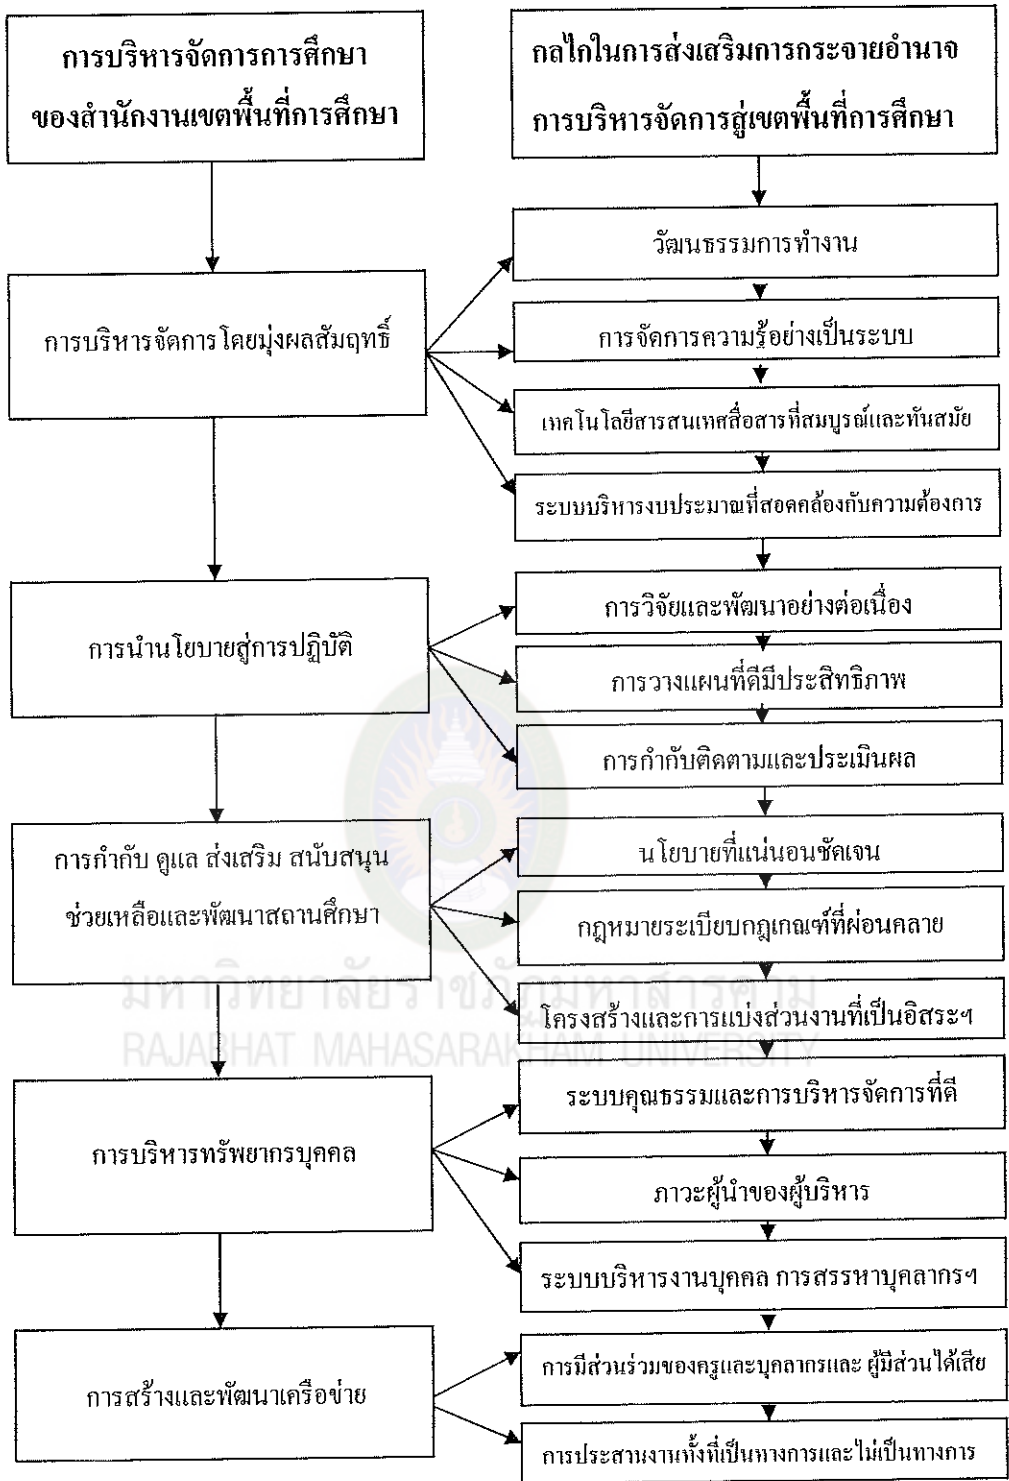 การบริหารจัดการการศึกษา
ของสำนักงานเขตพื้นที่การศึกษา
กลไกในการส่งเสริมการกระจายอำนาจ
การบริหารจัดการสู่เขตพื้นที่การศึกษา
วัฒนธรรมการทำงาน
การบริหารจัดการโดยมุ่งผลสัมฤทธิ์
การจัดการความรู้อย่างเป็นระบบ
เทคโนโลยีสารสนเทศสื่อสารที่สมบูรณ์และทันสมัย
ระบบบริหารงบประมาณที่สอดคล้องกับความต้องการ
การนำนโยบายสู่การปฏิบัติ
การวิจัยและพัฒนาอย่างต่อเนื่อง
การวางแผนที่ดีมีประสิทธิภาพ
การกำกับติดตามและประเมินผล
การกำกับ ดูแล ส่งเสริม สนับสนุน
ช่วยเหลือและพัฒนาสถานศึกษา
นโยบายที่แน่นอนชัดเจน
กฎหมายระเบียบกฎเกณฑ์ที่ผ่อนคลาย
โครงสร้างและการแบ่งส่วนงานที่เป็นอิสระฯ
มหาวิทยาลัยราชภัฏมหาสารคาม
RAJABHAT MAHASARAKHAM UNIVERSITY
การบริหารทรัพยากรบุคคล
ระบบคุณธรรมและการบริหารจัดการที่ดี
ภาวะผู้นำของผู้บริหาร
ระบบบริหารงานบุคคล การสรรหาบุคลากรฯ
การสร้างและพัฒนาเครือข่าย
การมีส่วนร่วมของครูและบุคลากรและ ผู้มีส่วนได้เสีย
การประสานงานทั้งที่เป็นทางการและไม่เป็นทางการ